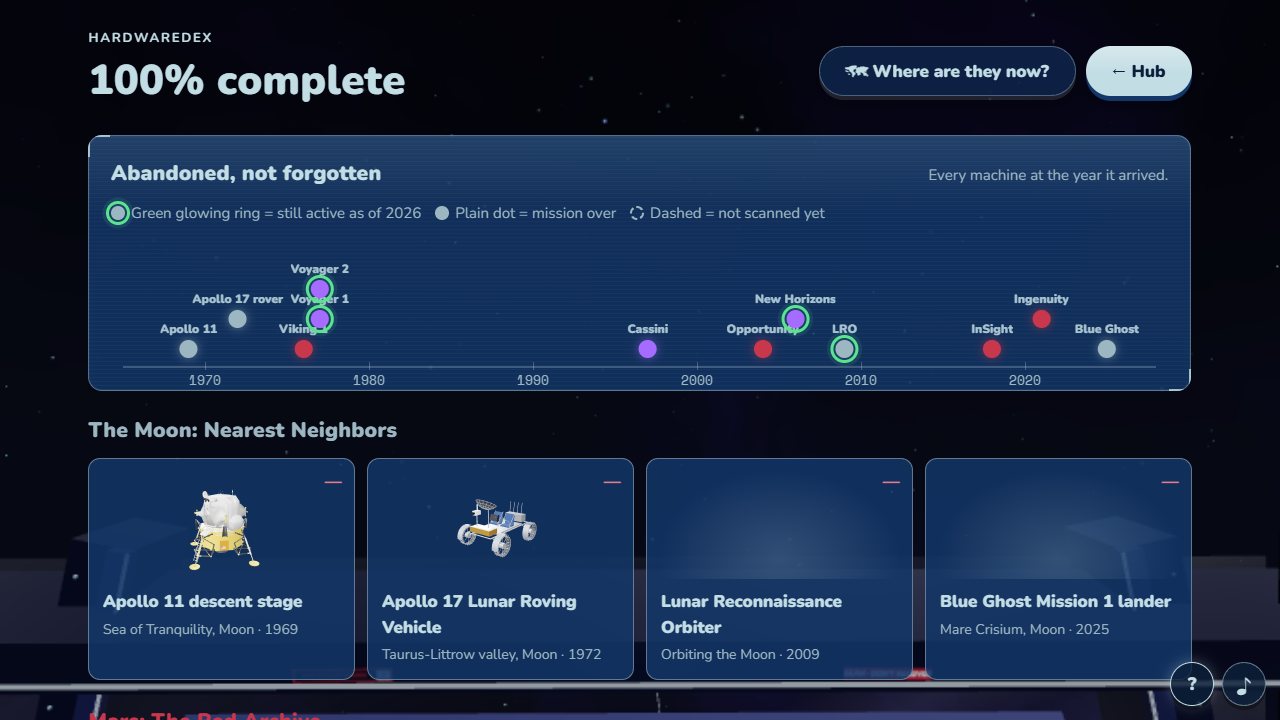 HARDWAREDEX
100% complete
🗺 Where are they now?
← Hub
Abandoned, not forgotten
Every machine at the year it arrived.
Green glowing ring = still active as of 2026
Plain dot = mission over
Dashed = not scanned yet
Voyager 2
Apollo 17 rover
Voyager 1
New Horizons
Ingenuity
Apollo 11
Viking 1
Cassini
Opportunity
LRO
InSight
Blue Ghost
1970
1980
1990
2000
2010
2020
The Moon: Nearest Neighbors
—
—
—
—
Apollo 11 descent stage
Sea of Tranquility, Moon · 1969
Apollo 17 Lunar Roving
Vehicle
Taurus-Littrow valley, Moon · 1972
Lunar Reconnaissance
Orbiter
Orbiting the Moon · 2009
Blue Ghost Mission 1 lander
Mare Crisium, Moon · 2025
?
♪
Mars: The Red Archive